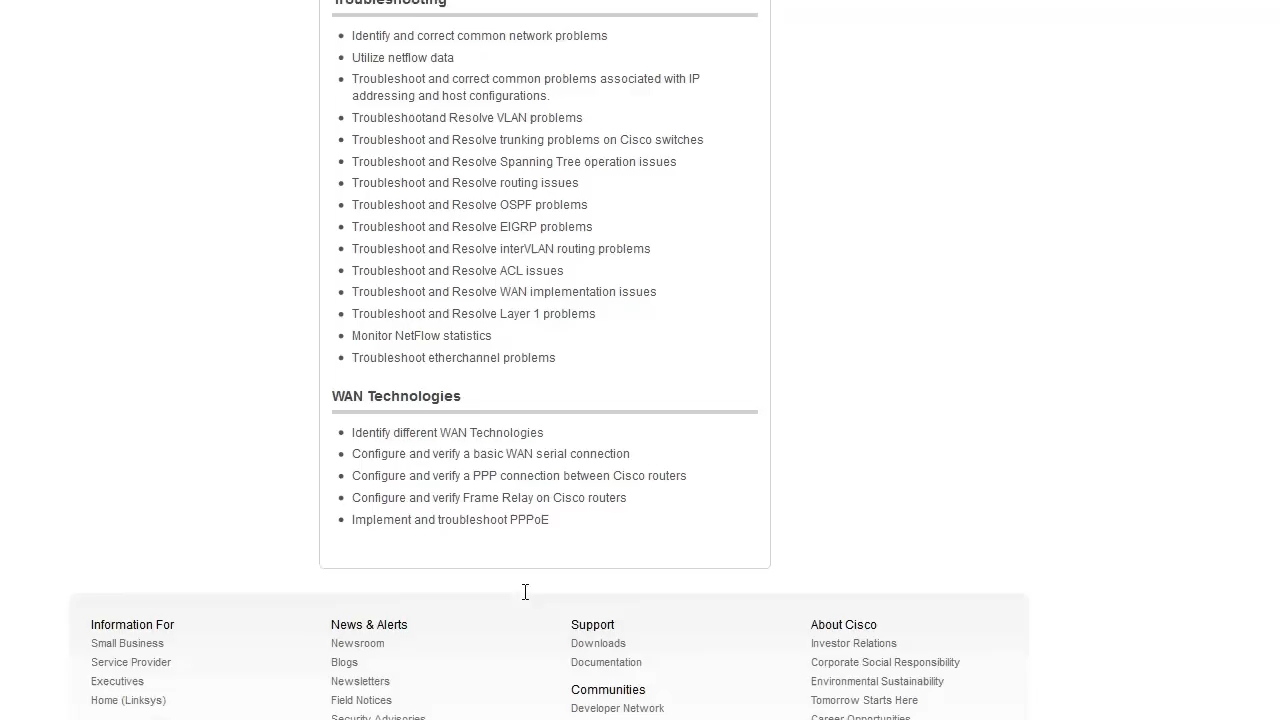 Troubleshooting
Identify and correct common network problems
Utilize netflow data
Troubleshoot and correct common problems associated with IP
addressing and host configurations.
Troubleshootand Resolve VLAN problems
Troubleshoot and Resolve trunking problems on Cisco switches
Troubleshoot and Resolve Spanning Tree operation issues
Troubleshoot and Resolve routing issues
Troubleshoot and Resolve OSPF problems
Troubleshoot and Resolve EIGRP problems
Troubleshoot and Resolve interVLAN routing problems
Troubleshoot and Resolve ACL issues
Troubleshoot and Resolve WAN implementation issues
Troubleshoot and Resolve Layer 1 problems
Monitor NetFlow statistics
Troubleshoot etherchannel problems
WAN Technologies
Identify different WAN Technologies
Configure and verify a basic WAN serial connection
Configure and verify a PPP connection between Cisco routers
Configure and verify Frame Relay on Cisco routers
Implement and troubleshoot PPPoE
Information For
Small Business
Service Provider
Executives
Home (Linksys)
News & Alerts
Newsroom
Blogs
Newsletters
Field Notices
Security Advisories
Support
Downloads
Documentation
Communities
Developer Network
About Cisco
Investor Relations
Corporate Social Responsibility
Environmental Sustainability
Tomorrow Starts Here
Career Opportunities